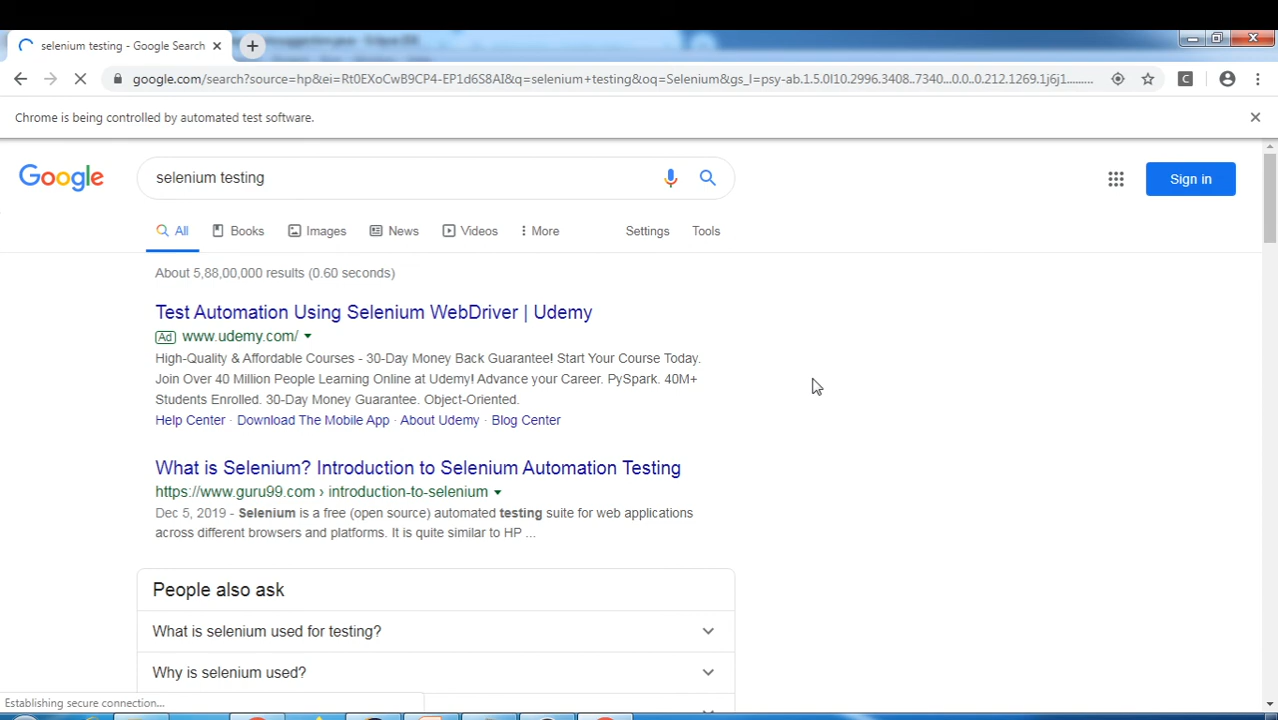 selenium testing - Google Search
google.com/search?source=hp&ei=Rt0EXoCwB9CP4-EP1d6S8AI&q=selenium+testing&oq=Selenium&gs_l=psy-ab.1.5.0l10.2996.3408..7340...0.0..0.212.1269.1j6j1.........
Chrome is being controlled by automated test software.
Google
selenium testing
Sign in
All Books Images News Videos More Settings Tools
About 5,88,00,000 results (0.60 seconds)
Test Automation Using Selenium WebDriver | Udemy
Ad www.udemy.com/
High-Quality & Affordable Courses - 30-Day Money Back Guarantee! Start Your Course Today.
Join Over 40 Million People Learning Online at Udemy! Advance your Career. PySpark. 40M+
Students Enrolled. 30-Day Money Guarantee. Object-Oriented.
Help Center · Download The Mobile App · About Udemy · Blog Center
What is Selenium? Introduction to Selenium Automation Testing
https://www.guru99.com › introduction-to-selenium
Dec 5, 2019 - Selenium is a free (open source) automated testing suite for web applications
across different browsers and platforms. It is quite similar to HP ...
People also ask
What is selenium used for testing?
Why is selenium used?
Establishing secure connection...